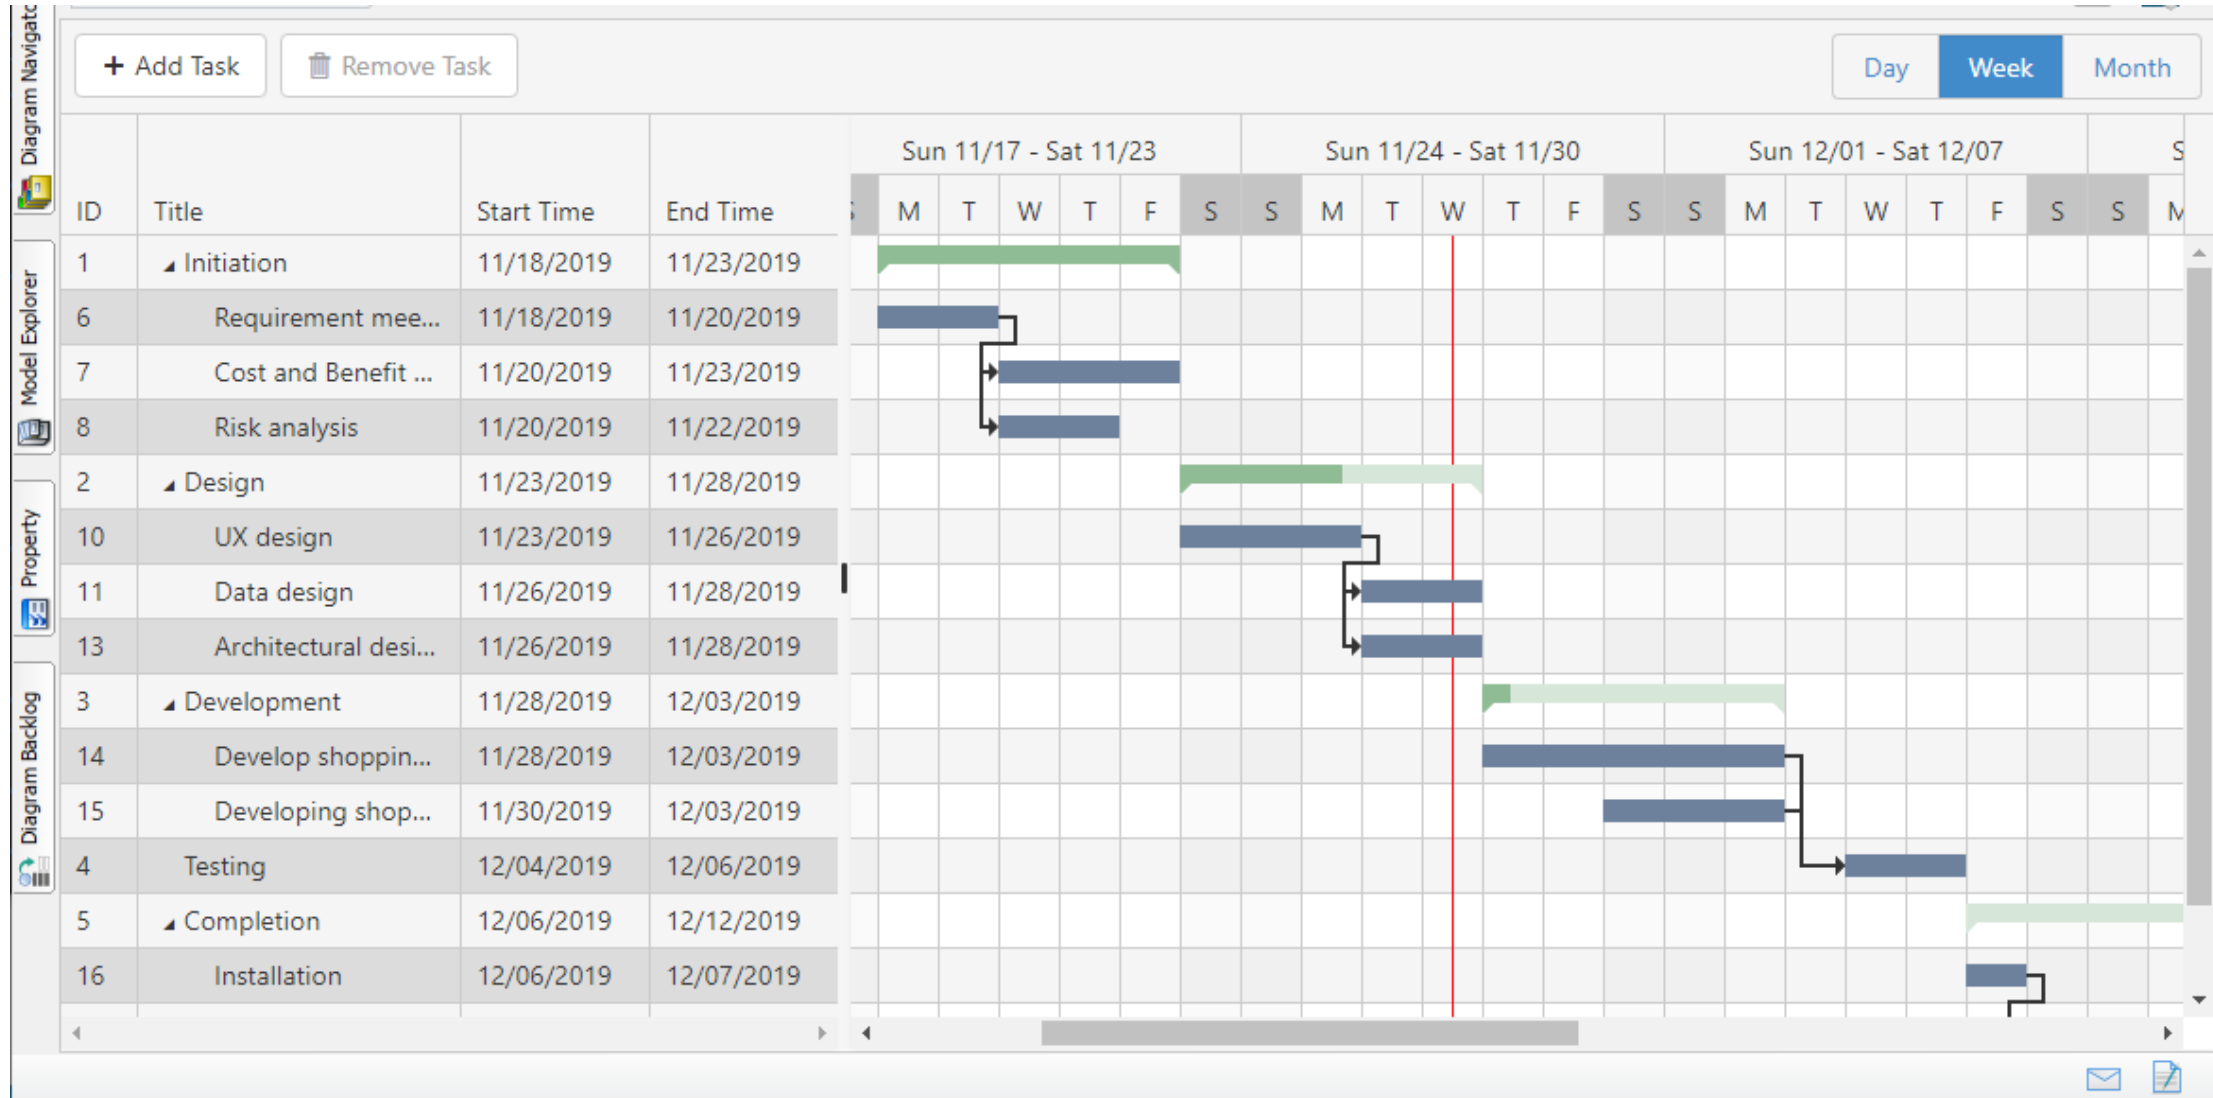 Diagram Navigato
Model Explorer
Property
Diagram Backlog
+ Add Task Remove Task Day Week Month
Sun 11/17 - Sat 11/23 Sun 11/24 - Sat 11/30 Sun 12/01 - Sat 12/07 S
ID Title Start Time End Time S M T W T F S S M T W T F S S M T W T F S S M
1 Initiation 11/18/2019 11/23/2019
6 Requirement mee... 11/18/2019 11/20/2019
7 Cost and Benefit ... 11/20/2019 11/23/2019
8 Risk analysis 11/20/2019 11/22/2019
2 Design 11/23/2019 11/28/2019
10 UX design 11/23/2019 11/26/2019
11 Data design 11/26/2019 11/28/2019
13 Architectural desi... 11/26/2019 11/28/2019
3 Development 11/28/2019 12/03/2019
14 Develop shoppin... 11/28/2019 12/03/2019
15 Developing shop... 11/30/2019 12/03/2019
4 Testing 12/04/2019 12/06/2019
5 Completion 12/06/2019 12/12/2019
16 Installation 12/06/2019 12/07/2019